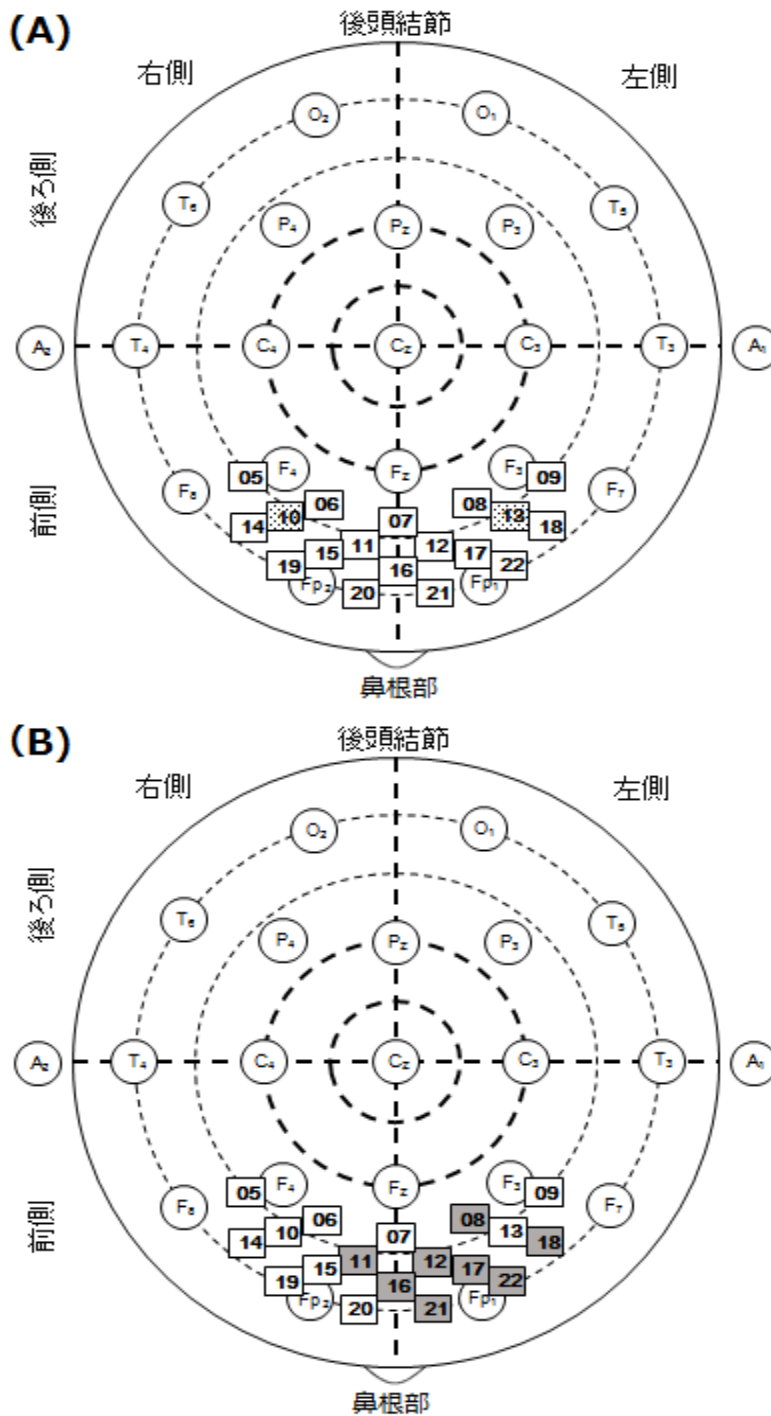 (A)
後頭結節
右側
左側
O₂
O₁
後ろ側
T₆
T₅
P₄
Pz
P₃
A₂
T₄
C₄
Cz
C₃
T₃
A₁
前側
F₄
Fz
F₃
05
09
F₈
F₇
10
06
08
13
07
14
18
11
12
15
17
19
16
22
Fp₂
Fp₁
20
21
鼻根部
(B)
後頭結節
右側
左側
O₂
O₁
後ろ側
T₆
T₅
P₄
Pz
P₃
A₂
T₄
C₄
Cz
C₃
T₃
A₁
前側
F₄
Fz
F₃
05
09
F₈
F₇
10
06
08
13
07
14
18
11
12
15
17
19
16
22
Fp₂
Fp₁
20
21
鼻根部